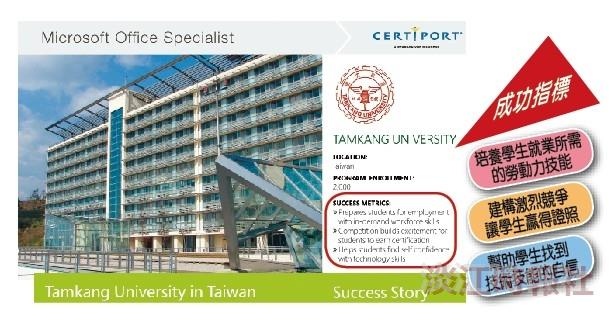 Microsoft Office Specialist
CERTIPORT
TAMKANG UNIVERSITY
LOCATION:
Taiwan
PROGRAM ENROLLMENT:
2,000
SUCCESS METRICS:
» Prepares students for employment
with in-demand workforce skills
» Competition builds excitement for
students to earn certification
» Helps students find self confidence
with technology skills
Tamkang University in Taiwan
Success Story
成功指標
培養學生就業所需
的勞動力技能
建構激烈競爭
讓學生贏得證照
幫助學生找到
技術技能的自信
淡江時報社